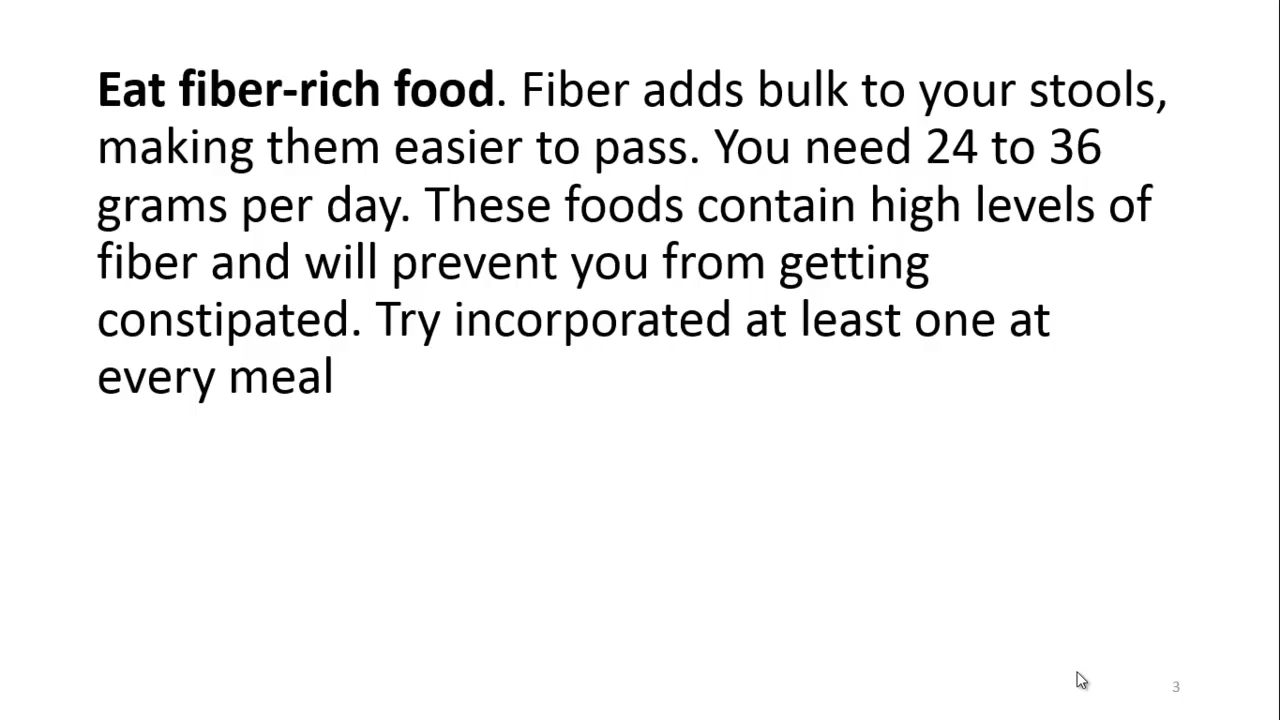 Eat fiber-rich food. Fiber adds bulk to your stools,
making them easier to pass. You need 24 to 36
grams per day. These foods contain high levels of
fiber and will prevent you from getting
constipated. Try incorporated at least one at
every meal
3